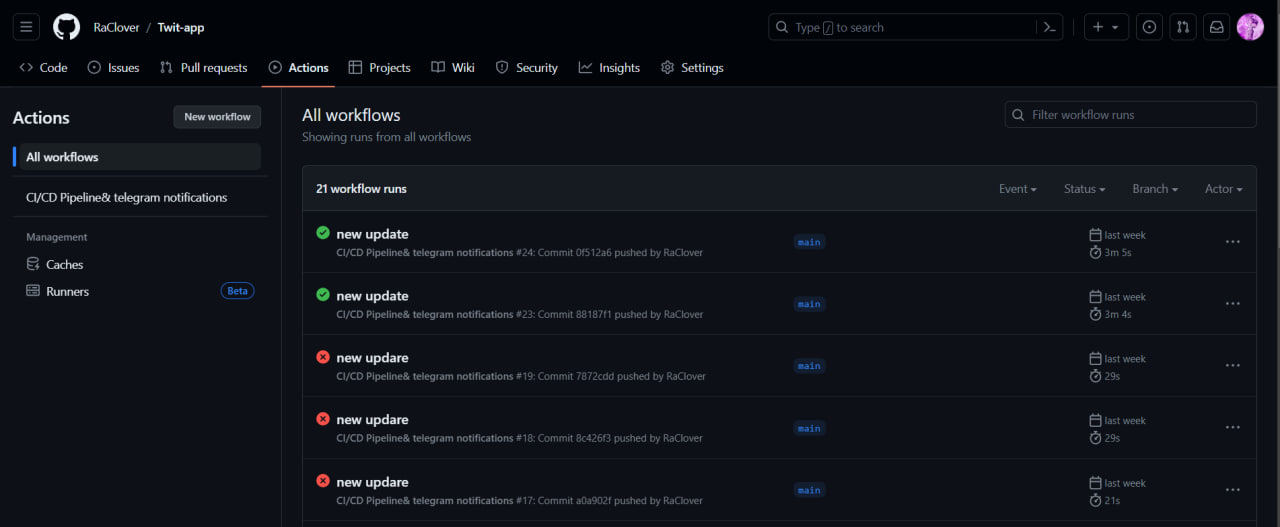 RaClover / Twit-app
Type / to search
Code
Issues
Pull requests
Actions
Projects
Wiki
Security
Insights
Settings
Actions
New workflow
All workflows
CI/CD Pipeline& telegram notifications
Management
Caches
Runners
Beta
All workflows
Showing runs from all workflows
Filter workflow runs
21 workflow runs
Event
Status
Branch
Actor
new update
CI/CD Pipeline& telegram notifications #24: Commit 0f512a6 pushed by RaClover
main
last week
3m 5s
new update
CI/CD Pipeline& telegram notifications #23: Commit 88187f1 pushed by RaClover
main
last week
3m 4s
new updare
CI/CD Pipeline& telegram notifications #19: Commit 7872cdd pushed by RaClover
main
last week
29s
new updare
CI/CD Pipeline& telegram notifications #18: Commit 8c426f3 pushed by RaClover
main
last week
29s
new updare
CI/CD Pipeline& telegram notifications #17: Commit a0a902f pushed by RaClover
main
last week
21s